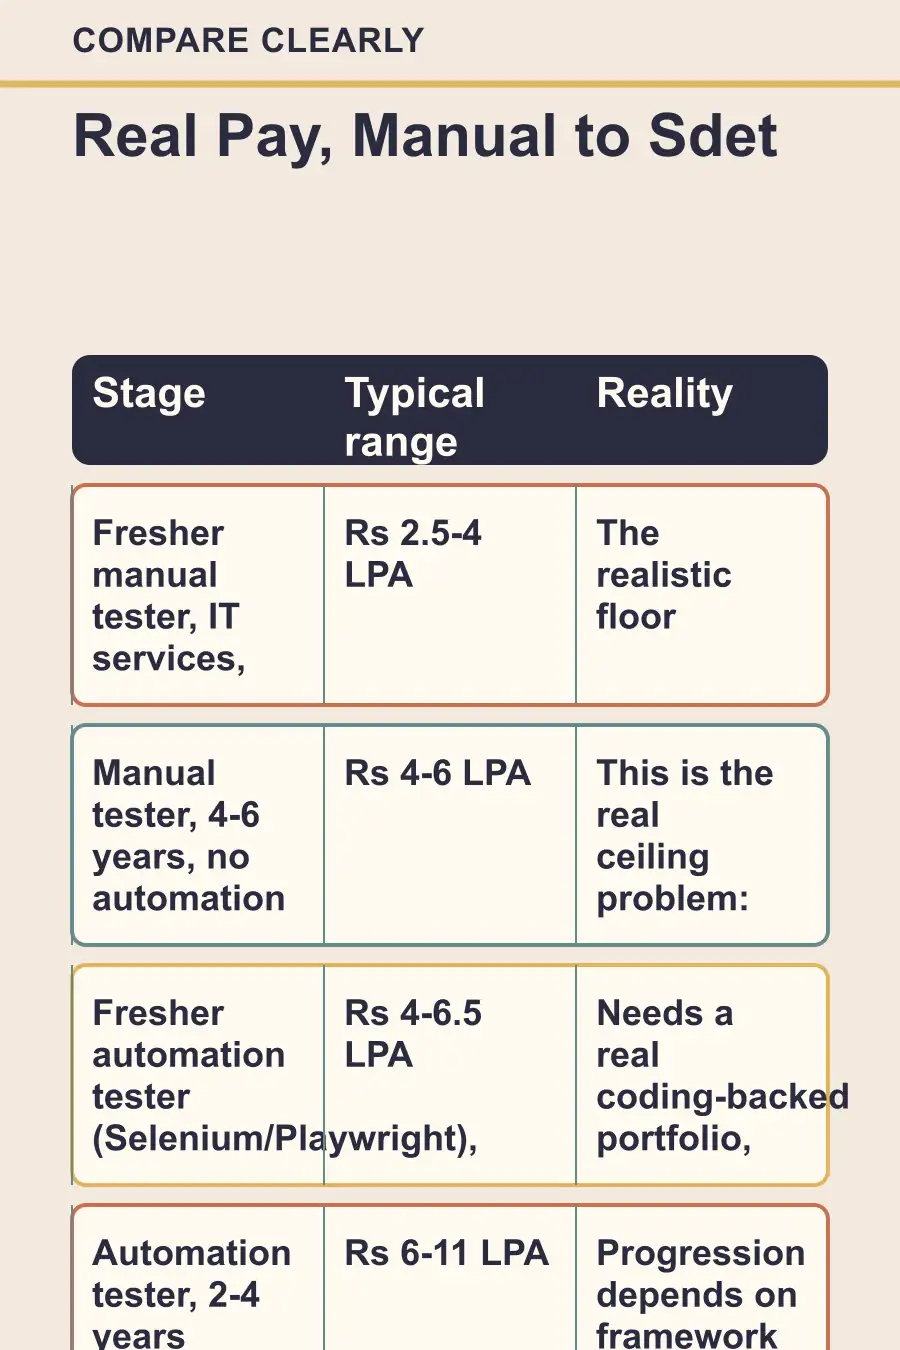 COMPARE CLEARLY
Real Pay, Manual to Sdet
Stage
Typical
range
Reality
Fresher
manual
tester, IT
services,
Rs 2.5-4
LPA
The
realistic
floor
Manual
tester, 4-6
years, no
automation
Rs 4-6 LPA
This is the
real
ceiling
problem:
Fresher
automation
tester
(Selenium/Playwright),
Rs 4-6.5
LPA
Needs a
real
coding-backed
portfolio,
Automation
tester, 2-4
years
Rs 6-11 LPA
Progression
depends on
framework